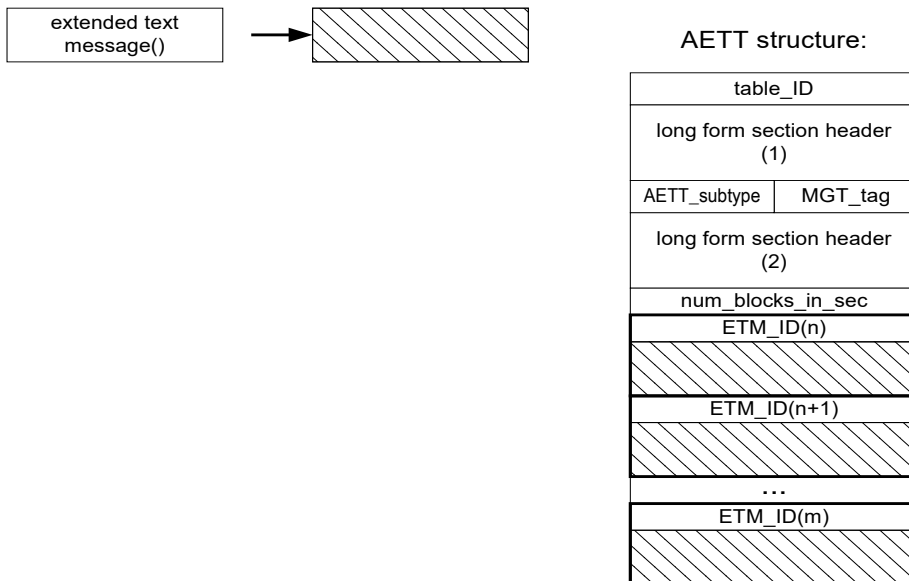 extended text
message()
AETT structure:
table_ID
long form section header
(1)
AETT_subtype MGT_tag
long form section header
(2)
num_blocks_in_sec
ETM_ID(n)
ETM_ID(n+1)
...
ETM_ID(m)